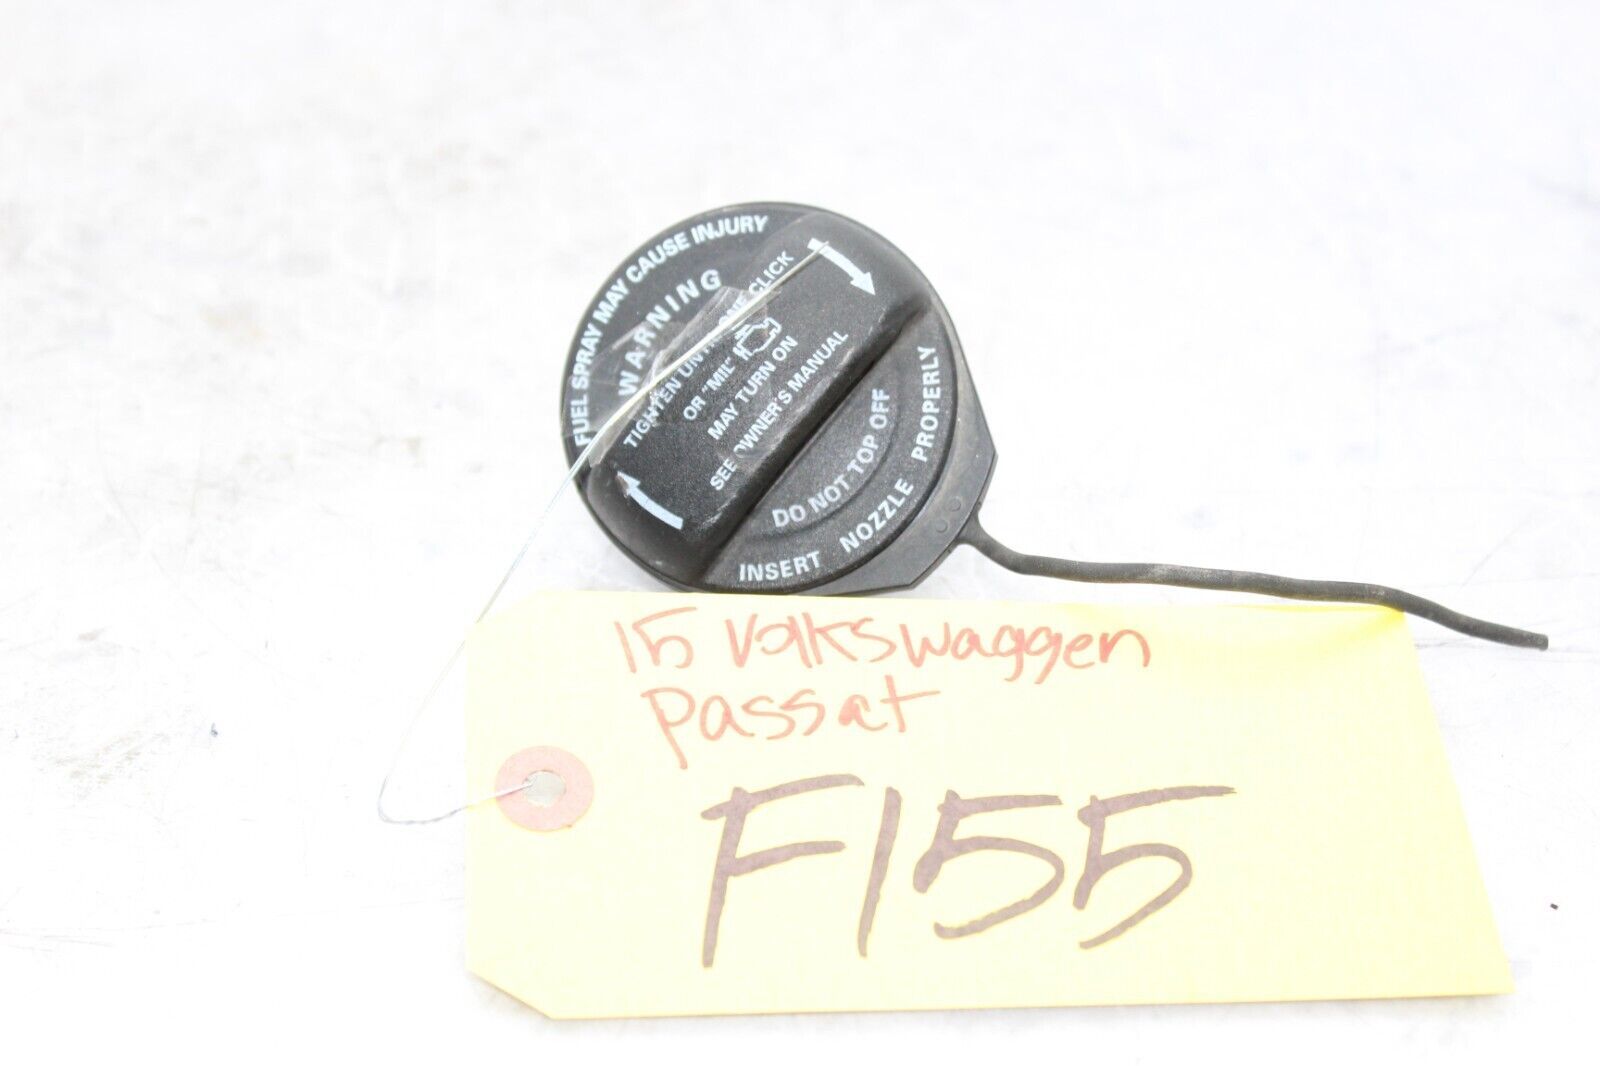 FUEL SPRAY MAY CAUSE INJURY
WARNING
TIGHTEN UNTIL ONE CLICK
OR "MIL"
MAY TURN ON
SEE OWNER'S MANUAL
DO NOT TOP OFF
INSERT NOZZLE PROPERLY
15 Volkswaggen
Passat
F155